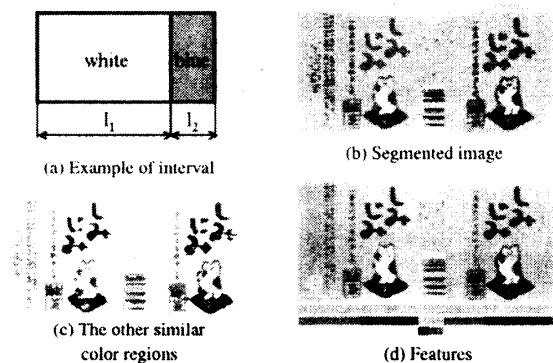 white
blue
l₁
l₂
(a) Example of interval
(b) Segmented image
(c) The other similar
color regions
(d) Features